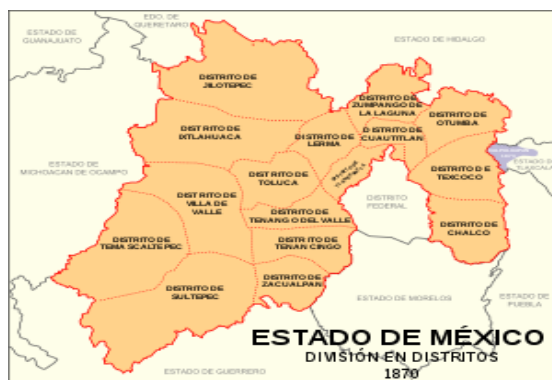 EDO. DE
QUERETARO
ESTADO DE
GUANAJUATO
ESTADO DE HIDALGO
DISTRITO DE
JILOTEPEC
DISTRITO DE
ZUMPANGO DE
LA LAGUNA
DISTRITO DE
OTUMBA
DISTRITO DE
IXTLAHUACA
DISTRITO DE
LERMA
DISTRITO DE
CUAUTITLAN
ESTADO DE
MICHOACAN DE OCAMPO
DISTRITO DE
TOLUCA
DISTRITO DE
TEXCOCO
ESTADO DE
TLAXCALA
DISTRITO DE
VILLA DE
VALLE
DISTRITO
FEDERAL
DISTRITO DE
TENANGO DEL VALLE
DISTRITO DE
CHALCO
DISTRITO DE
TEMASCALTEPEC
DISTRITO DE
TENANCINGO
DISTRITO DE
SULTEPEC
DISTRITO DE
ZACUALPAN
ESTADO DE MORELOS
ESTADO DE
PUEBLA
ESTADO DE MÉXICO
DIVISIÓN EN DISTRITOS
1870
ESTADO DE GUERRERO